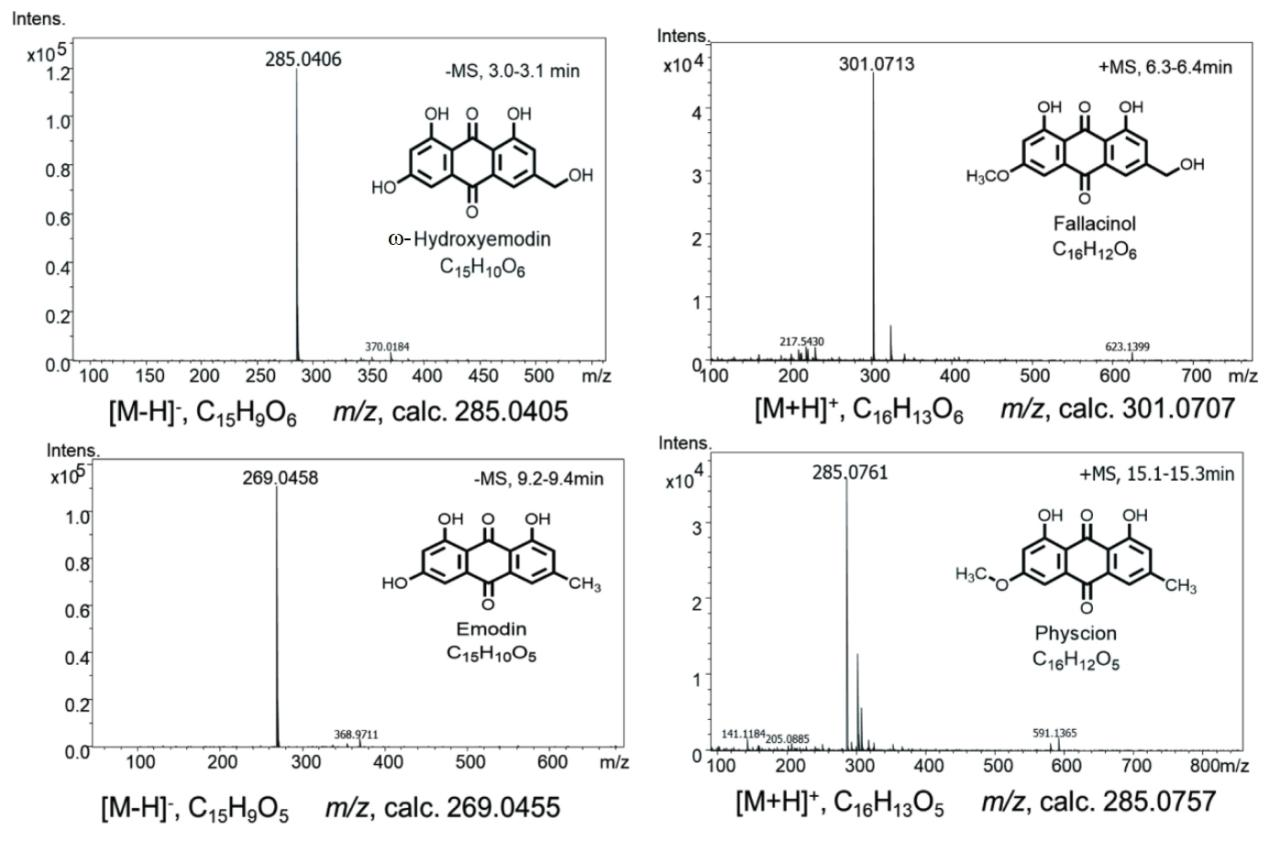 Intens.
x10⁵
1.2
1.0
0.8
0.6
0.4
0.2
0.0
285.0406
-MS, 3.0-3.1 min
OH O OH
HO OH
O
ω-Hydroxyemodin
C₁₅H₁₀O₆
370.0184
100 150 200 250 300 350 400 450 500 m/z
[M-H]⁻, C₁₅H₉O₆ m/z, calc. 285.0405
Intens.
x10⁴
4
3
2
1
0
301.0713
+MS, 6.3-6.4min
OH O OH
H₃CO OH
O
Fallacinol
C₁₆H₁₂O₆
217.5430
623.1399
100 200 300 400 500 600 700 m/z
[M+H]⁺, C₁₆H₁₃O₆ m/z, calc. 301.0707
Intens.
x10⁵
1.0
0.8
0.6
0.4
0.2
0.0
269.0458
-MS, 9.2-9.4min
OH O OH
HO CH₃
O
Emodin
C₁₅H₁₀O₅
368.9711
100 200 300 400 500 600 m/z
[M-H]⁻, C₁₅H₉O₅ m/z, calc. 269.0455
Intens.
x10⁴
3
2
1
0
285.0761
+MS, 15.1-15.3min
OH O OH
H₃C O CH₃
O
Physcion
C₁₆H₁₂O₅
141.1184
205.0885
591.1365
100 200 300 400 500 600 700 800m/z
[M+H]⁺, C₁₆H₁₃O₅ m/z, calc. 285.0757